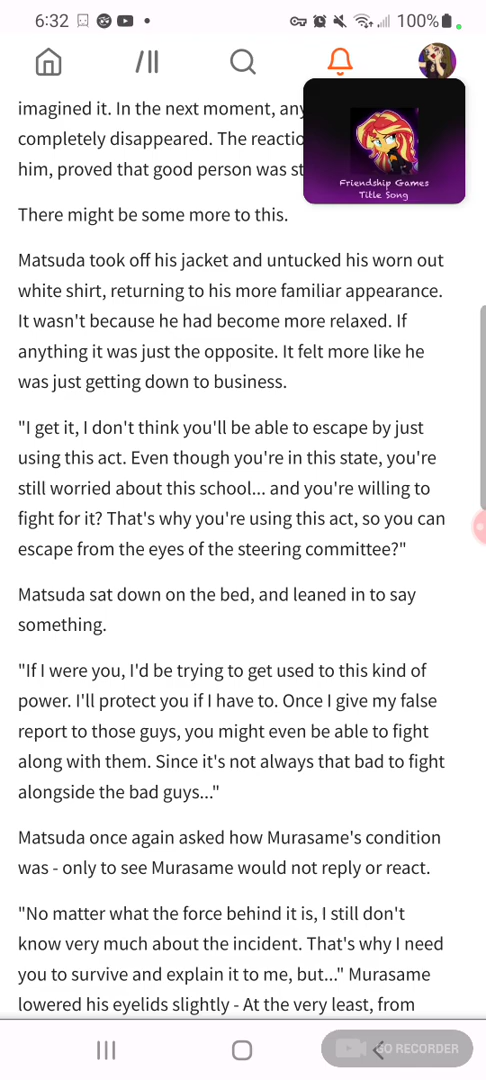 6:32
100%
imagined it. In the next moment, any
completely disappeared. The reactio
him, proved that good person was st
Friendship Games
Title Song
There might be some more to this.
Matsuda took off his jacket and untucked his worn out
white shirt, returning to his more familiar appearance.
It wasn't because he had become more relaxed. If
anything it was just the opposite. It felt more like he
was just getting down to business.
"I get it, I don't think you'll be able to escape by just
using this act. Even though you're in this state, you're
still worried about this school... and you're willing to
fight for it? That's why you're using this act, so you can
escape from the eyes of the steering committee?"
Matsuda sat down on the bed, and leaned in to say
something.
"If I were you, I'd be trying to get used to this kind of
power. I'll protect you if I have to. Once I give my false
report to those guys, you might even be able to fight
along with them. Since it's not always that bad to fight
alongside the bad guys..."
Matsuda once again asked how Murasame's condition
was - only to see Murasame would not reply or react.
"No matter what the force behind it is, I still don't
know very much about the incident. That's why I need
you to survive and explain it to me, but..." Murasame
lowered his eyelids slightly - At the very least, from
GO RECORDER